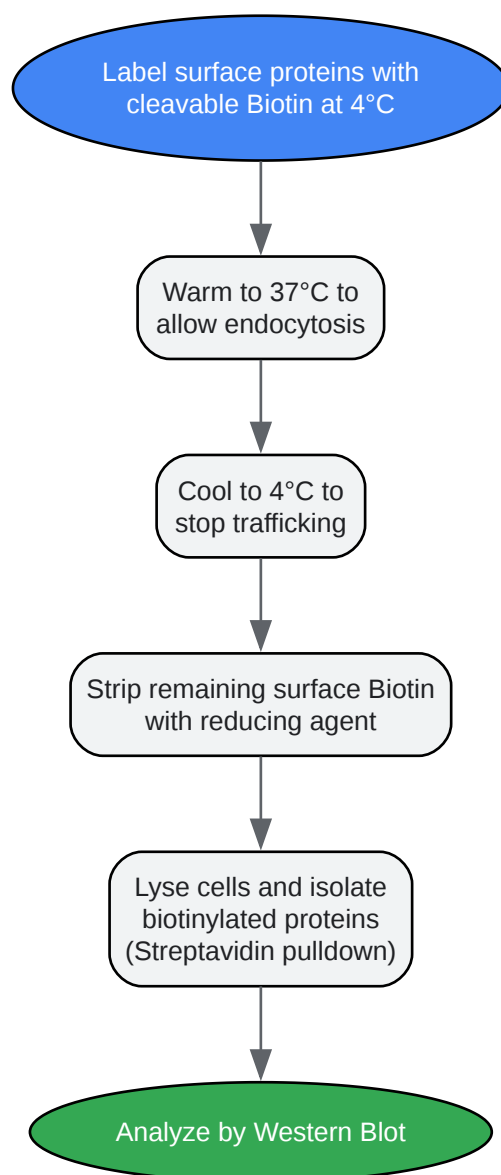 Label surface proteins with
cleavable Biotin at 4°C
Warm to 37°C to
allow endocytosis
Cool to 4°C to
stop trafficking
Strip remaining surface Biotin
with reducing agent
Lyse cells and isolate
biotinylated proteins
(Streptavidin pulldown)
Analyze by Western Blot